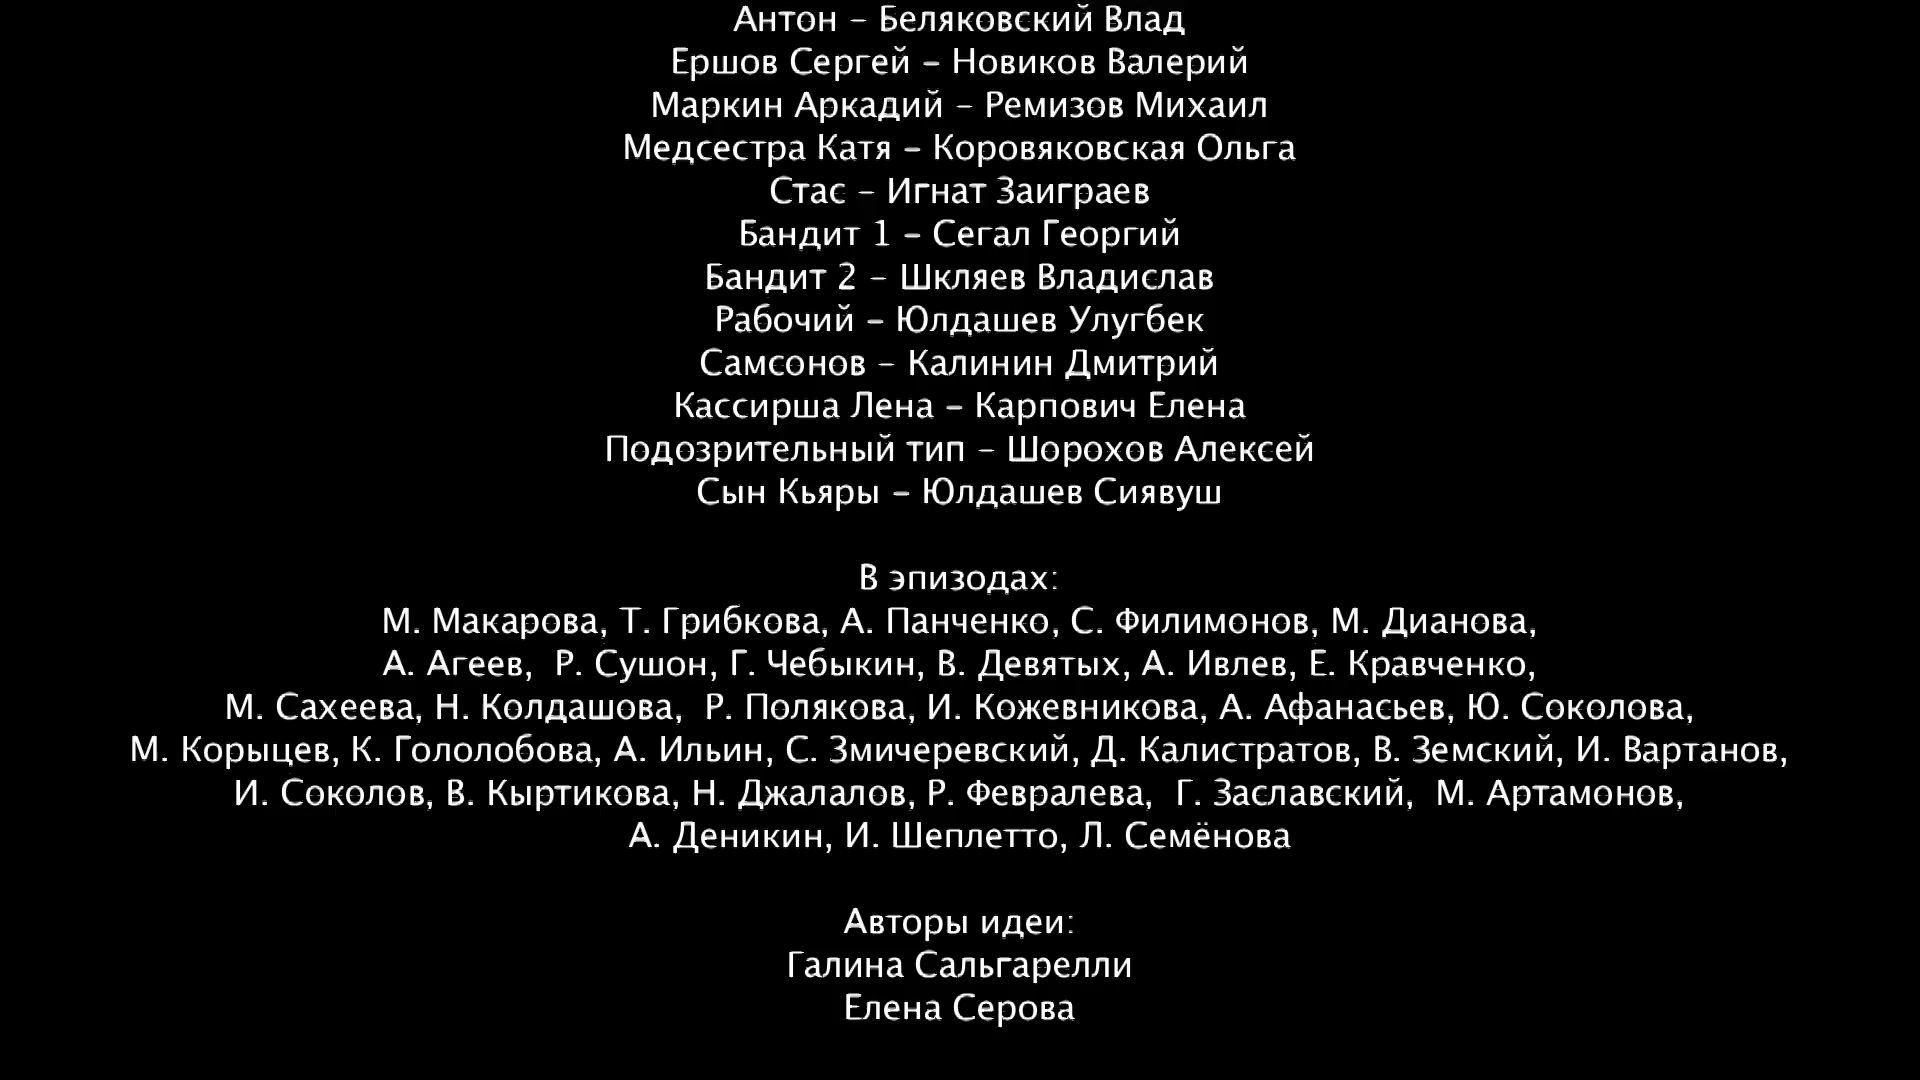 Антон – Беляковский Влад
Ершов Сергей – Новиков Валерий
Маркин Аркадий – Ремизов Михаил
Медсестра Катя – Коровяковская Ольга
Стас – Игнат Заиграев
Бандит 1 – Сегал Георгий
Бандит 2 – Шкляев Владислав
Рабочий – Юлдашев Улугбек
Самсонов – Калинин Дмитрий
Кассирша Лена – Карпович Елена
Подозрительный тип – Шорохов Алексей
Сын Кьяры – Юлдашев Сиявуш
В эпизодах:
М. Макарова, Т. Грибкова, А. Панченко, С. Филимонов, М. Дианова,
А. Агеев, Р. Сушон, Г. Чебыкин, В. Девятых, А. Ивлев, Е. Кравченко,
М. Сахеева, Н. Колдашова, Р. Полякова, И. Кожевникова, А. Афанасьев, Ю. Соколова,
М. Корыцев, К. Гололобова, А. Ильин, С. Змичеревский, Д. Калистратов, В. Земский, И. Вартанов,
И. Соколов, В. Кыртикова, Н. Джалалов, Р. Февралева, Г. Заславский, М. Артамонов,
А. Деникин, И. Шеплетто, Л. Семёнова
Авторы идеи:
Галина Сальгарелли
Елена Серова